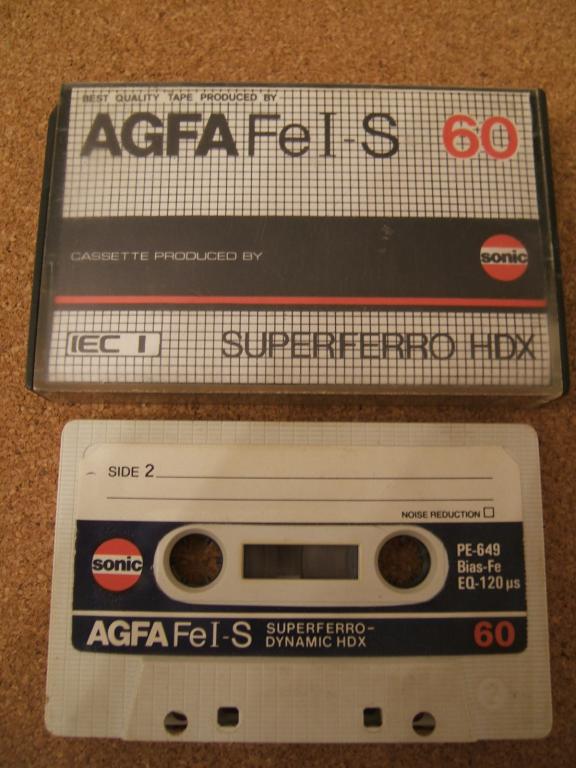 BEST QUALITY TAPE PRODUCED BY
AGFA FeI-S 60
CASSETTE PRODUCED BY
sonic
IEC I
SUPERFERRO HDX
SIDE 2
NOISE REDUCTION
sonic
PE-649
Bias-Fe
EQ-120 µs
AGFA FeI-S SUPERFERRO-
DYNAMIC HDX
60
2